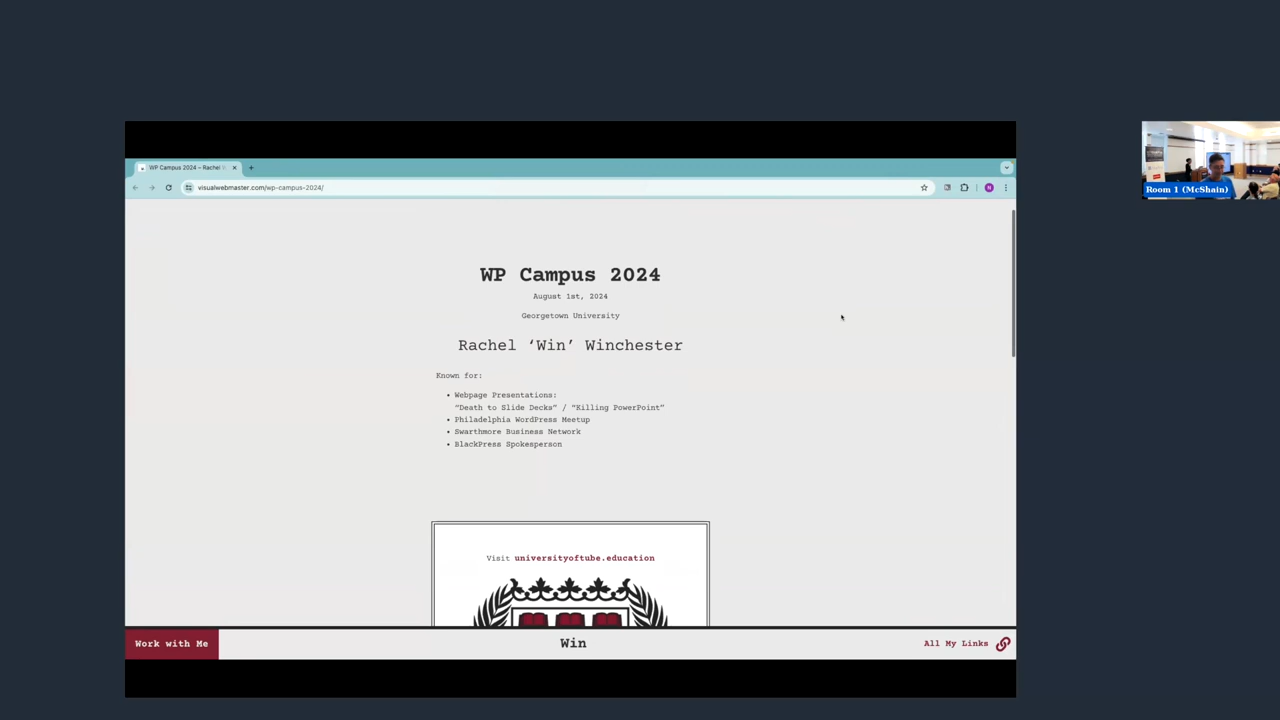 WP Campus 2024 – Rachel
visualwebmaster.com/wp-campus-2024/
WP Campus 2024
August 1st, 2024
Georgetown University
Rachel ‘Win’ Winchester
Known for:
• Webpage Presentations:
“Death to Slide Decks” / “Killing PowerPoint”
• Philadelphia WordPress Meetup
• Swarthmore Business Network
• BlackPress Spokesperson
Visit universityoftube.education
Work with Me
Win
All My Links
N
Room 1 (McShain)